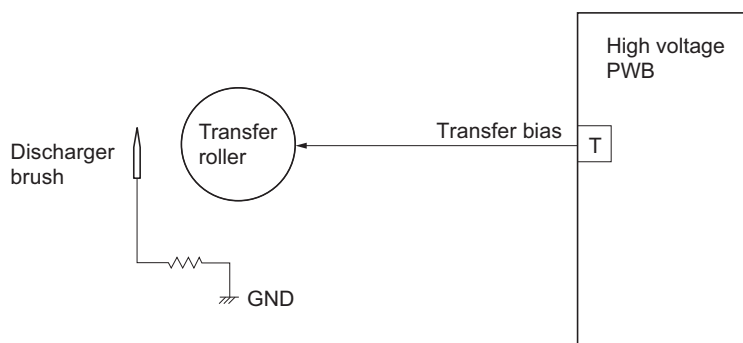 High voltage
PWB
Transfer bias
T
Transfer
roller
Discharger
brush
GND